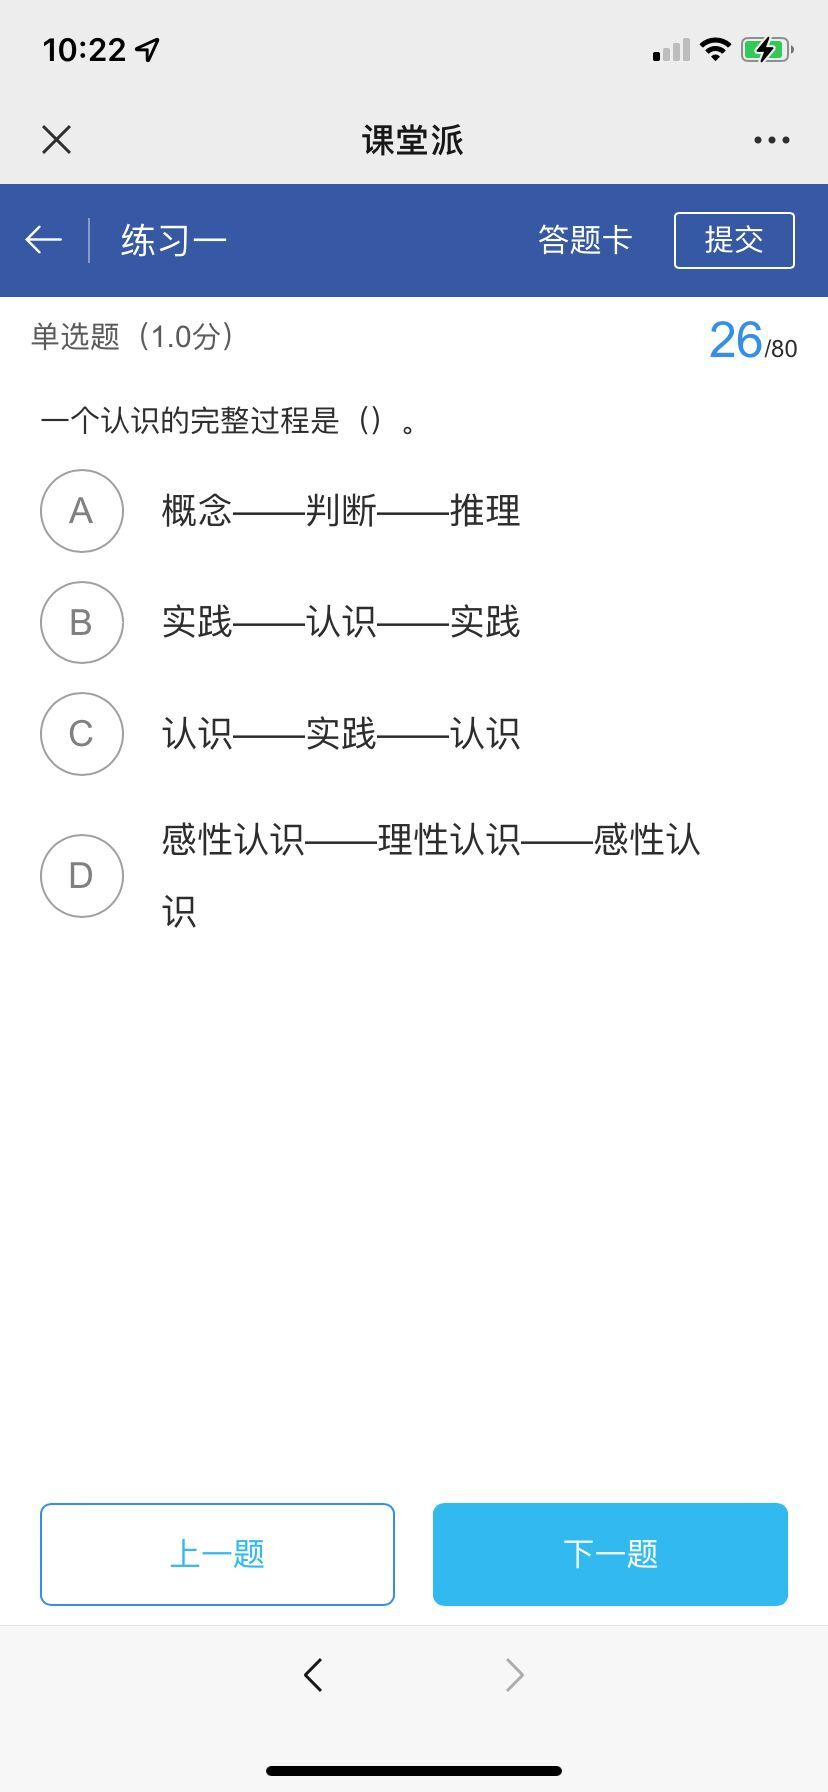 10:22
课堂派
练习一 答题卡 提交
单选题（1.0分） 26/80
一个认识的完整过程是（）。
A 概念——判断——推理
B 实践——认识——实践
C 认识——实践——认识
D 感性认识——理性认识——感性认
识
上一题 下一题